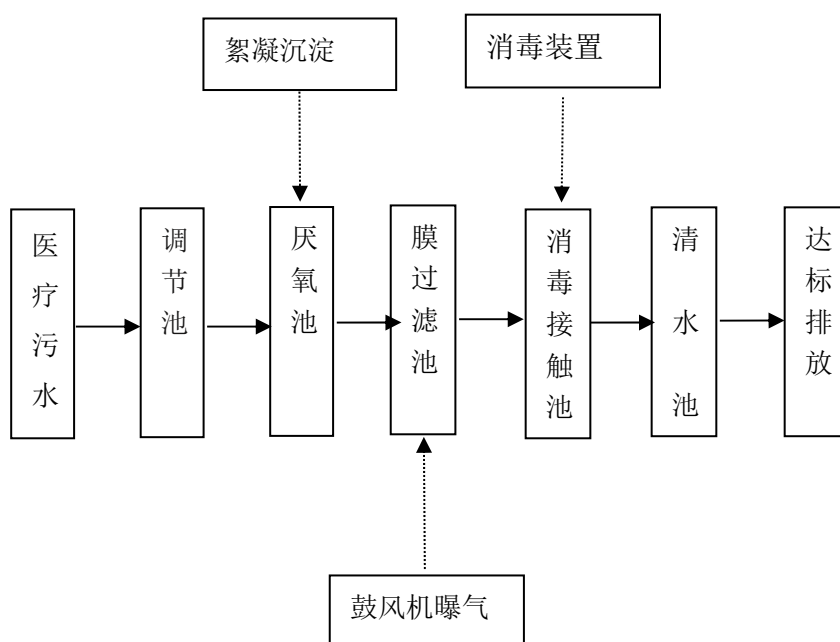 絮凝沉淀
消毒装置
医疗污水
调节池
厌氧池
膜过滤池
消毒接触池
清水池
达标排放
鼓风机曝气